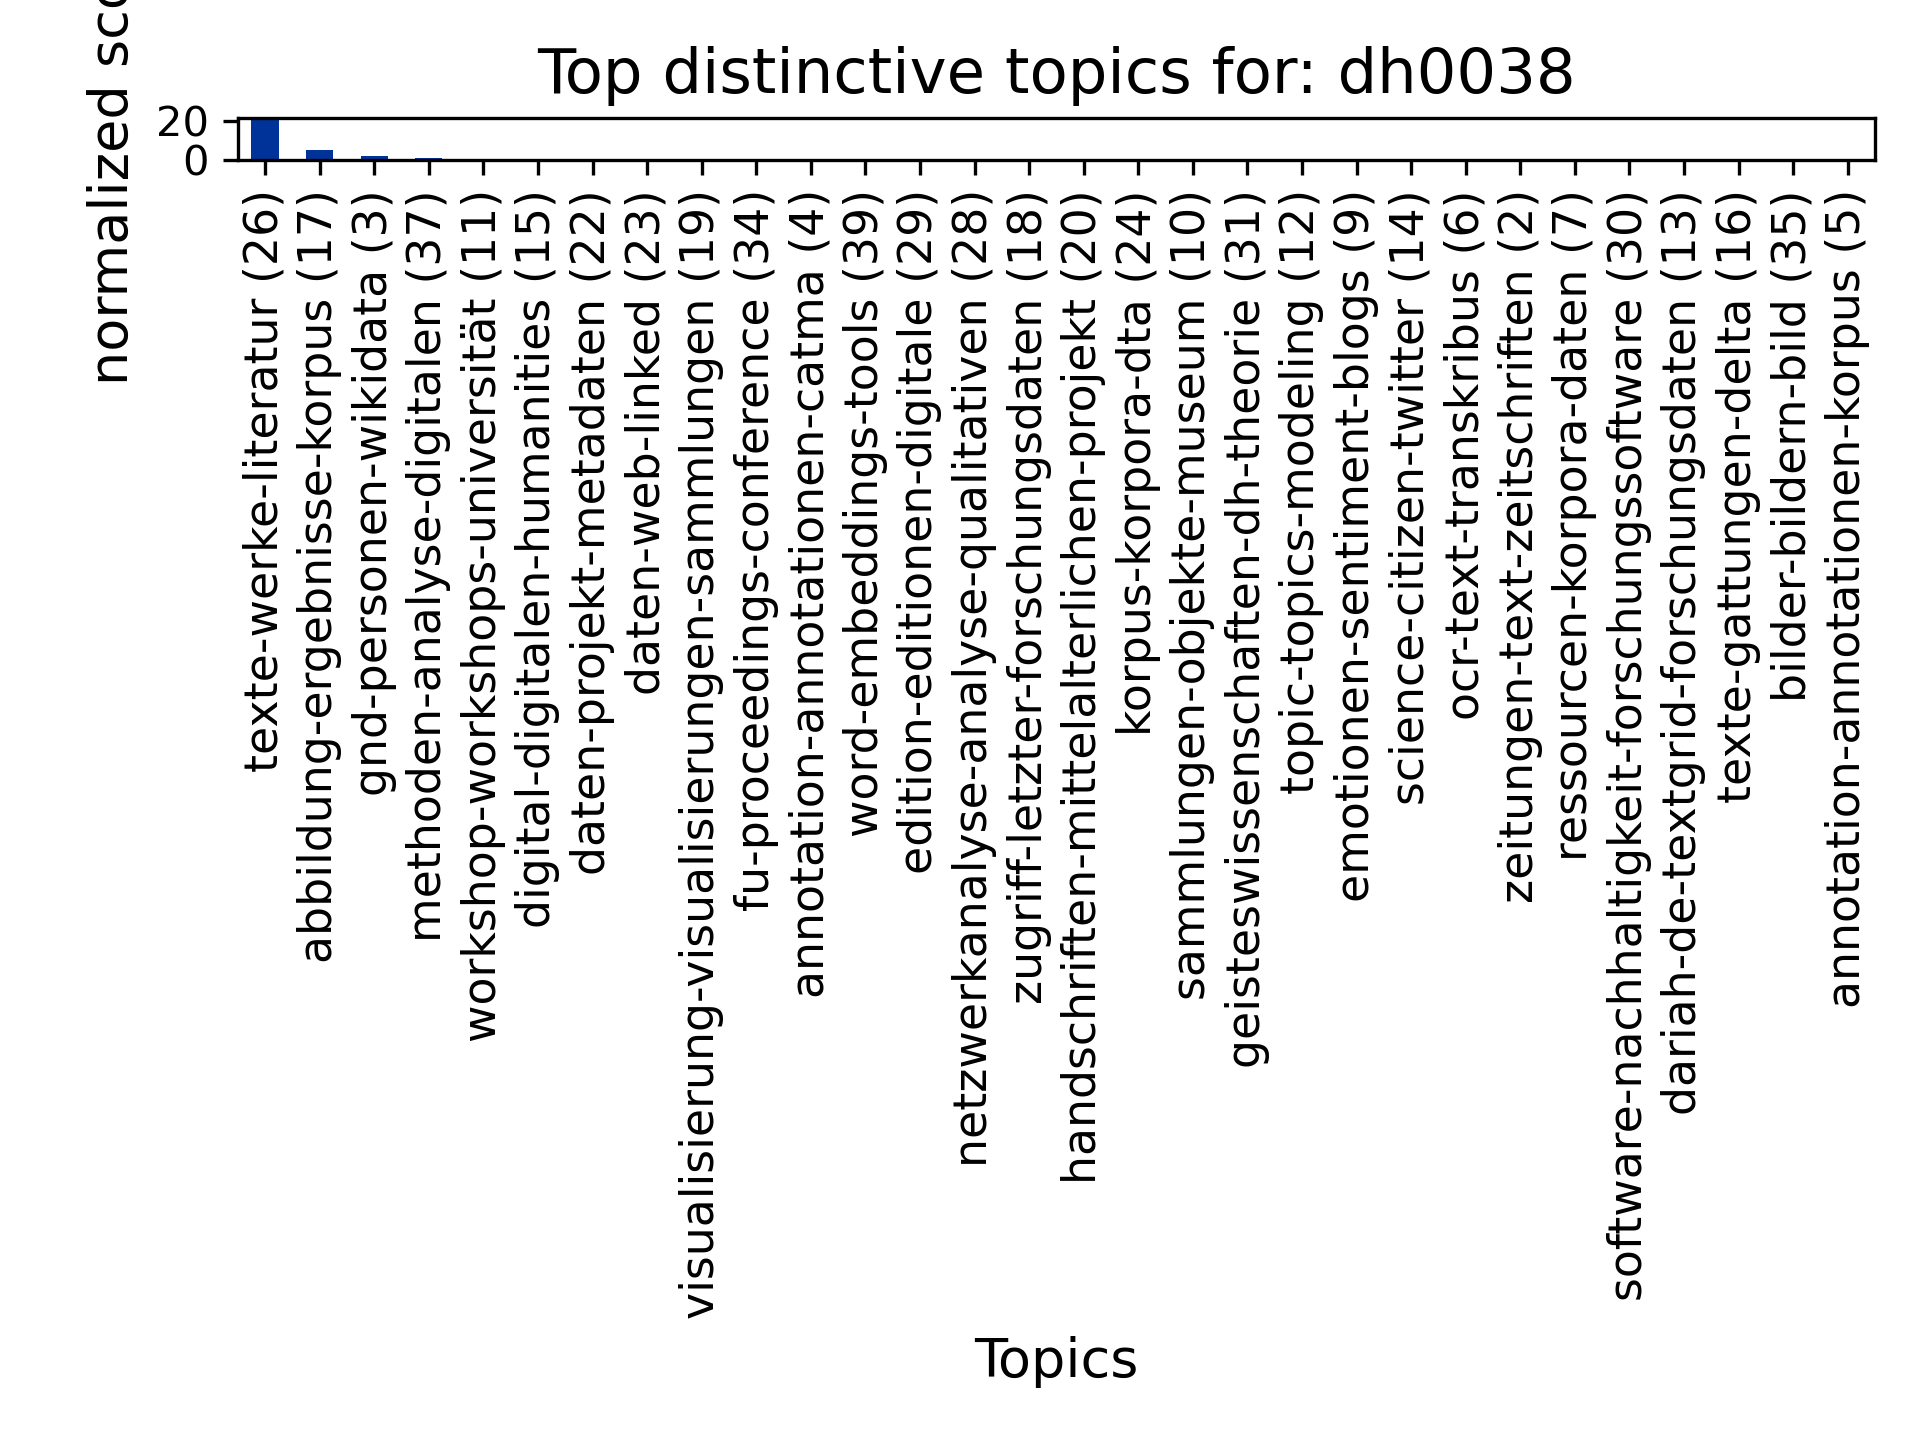 Top distinctive topics for: dh0038
normalized
20
0
texte-werke-literatur (26)
abbildung-ergebnisse-korpus (17)
gnd-personen-wikidata (3)
methoden-analyse-digitalen (37)
workshop-workshops-universität (11)
digital-digitalen-humanities (15)
daten-projekt-metadaten (22)
daten-web-linked (23)
visualisierung-visualisierungen-sammlungen (19)
fu-proceedings-conference (34)
annotation-annotationen-catma (4)
word-embeddings-tools (39)
edition-editionen-digitale (29)
netzwerkanalyse-analyse-qualitativen (28)
zugriff-letzter-forschungsdaten (18)
handschriften-mittelalterlichen-projekt (20)
korpus-korpora-dta (24)
sammlungen-objekte-museum (10)
geisteswissenschaften-dh-theorie (31)
topic-topics-modeling (12)
emotionen-sentiment-blogs (9)
science-citizen-twitter (14)
ocr-text-transkribus (6)
zeitungen-text-zeitschriften (2)
ressourcen-korpora-daten (7)
software-nachhaltigkeit-forschungssoftware (30)
dariah-de-textgrid-forschungsdaten (13)
texte-gattungen-delta (16)
bilder-bildern-bild (35)
annotation-annotationen-korpus (5)
Topics